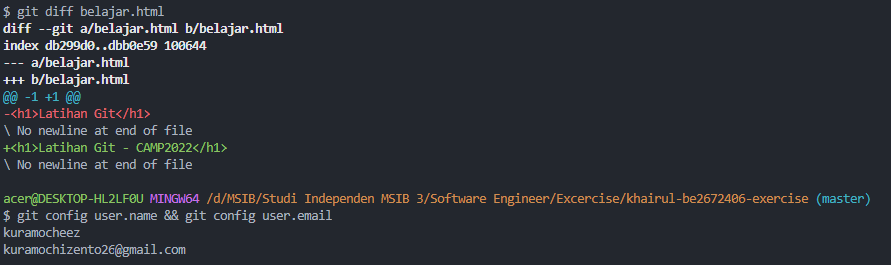 $ git diff belajar.html
diff --git a/belajar.html b/belajar.html
index db299d0..dbb0e59 100644
--- a/belajar.html
+++ b/belajar.html
@@ -1 +1 @@
-<h1>Latihan Git</h1>
\ No newline at end of file
+<h1>Latihan Git - CAMP2022</h1>
\ No newline at end of file
acer@DESKTOP-HL2LF0U MINGW64 /d/MSIB/Studi Independen MSIB 3/Software Engineer/Excercise/khairul-be2672406-exercise (master)
$ git config user.name && git config user.email
kuramocheez
kuramochizento26@gmail.com